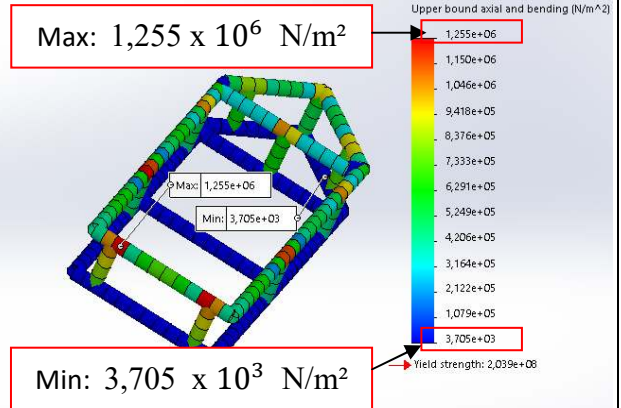 Upper bound axial and bending (N/m^2)
Max: 1,255 x 10⁶ N/m²
1,255e+06
1,150e+06
1,046e+06
9,418e+05
8,376e+05
7,333e+05
6,291e+05
5,249e+05
4,206e+05
3,164e+05
2,122e+05
1,079e+05
3,705e+03
Yield strength: 2,039e+08
Max: 1,255e+06
Min: 3,705e+03
Min: 3,705 x 10³ N/m²